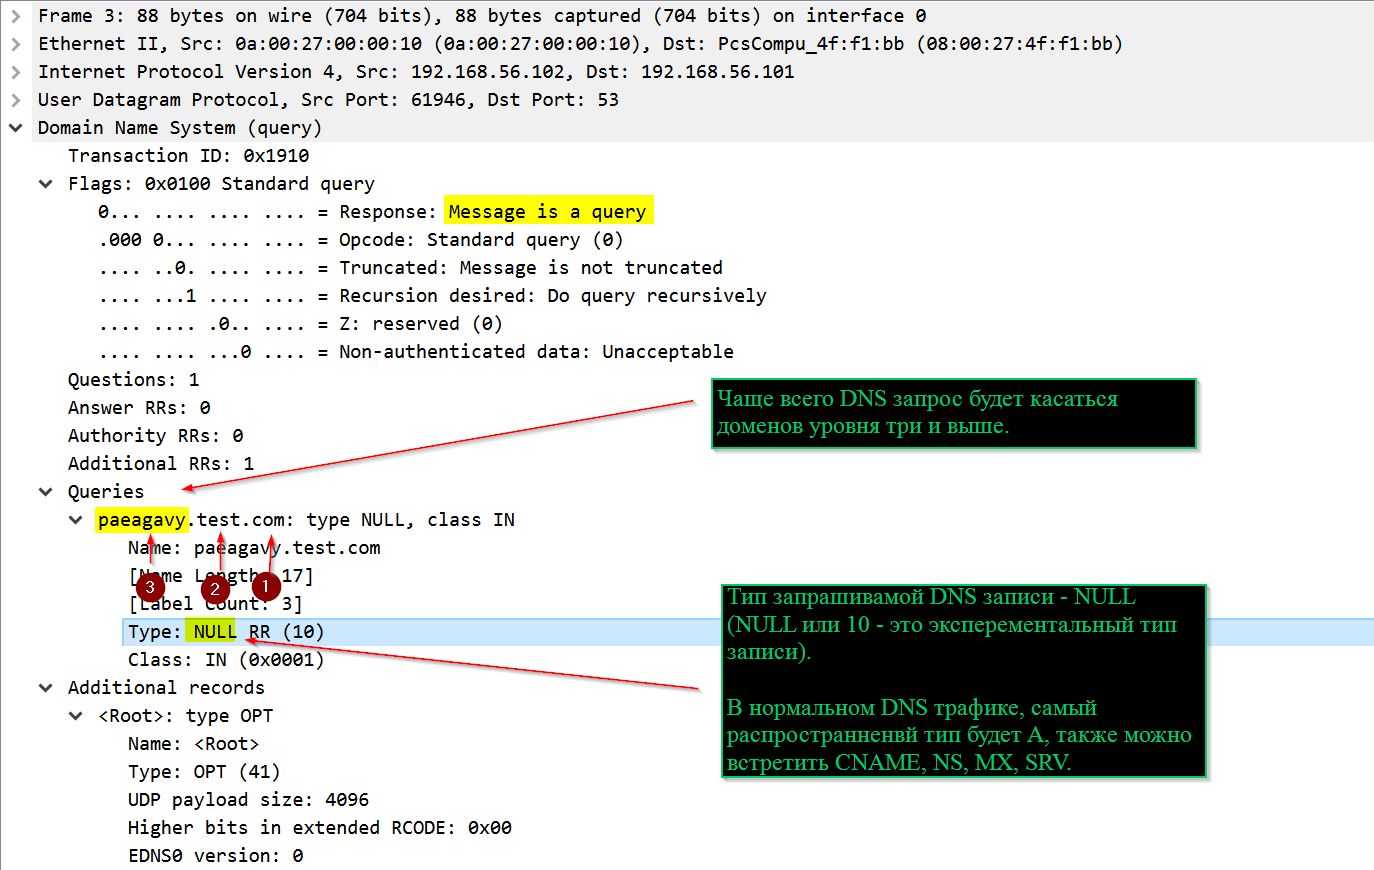 Frame 3: 88 bytes on wire (704 bits), 88 bytes captured (704 bits) on interface 0
Ethernet II, Src: 0a:00:27:00:00:10 (0a:00:27:00:00:10), Dst: PcsCompu_4f:f1:bb (08:00:27:4f:f1:bb)
Internet Protocol Version 4, Src: 192.168.56.102, Dst: 192.168.56.101
User Datagram Protocol, Src Port: 61946, Dst Port: 53
Domain Name System (query)
Transaction ID: 0x1910
Flags: 0x0100 Standard query
0... .... .... .... = Response: Message is a query
.000 0... .... .... = Opcode: Standard query (0)
.... ..0. .... .... = Truncated: Message is not truncated
.... ...1 .... .... = Recursion desired: Do query recursively
.... .... .0.. .... = Z: reserved (0)
.... .... ...0 .... = Non-authenticated data: Unacceptable
Questions: 1
Answer RRs: 0
Authority RRs: 0
Additional RRs: 1
Queries
paeagavy.test.com: type NULL, class IN
Name: paeagavy.test.com
[Name Length: 17]
[Label Count: 3]
3
2
1
Type: NULL RR (10)
Class: IN (0x0001)
Additional records
<Root>: type OPT
Name: <Root>
Type: OPT (41)
UDP payload size: 4096
Higher bits in extended RCODE: 0x00
EDNS0 version: 0
Чаще всего DNS запрос будет касаться
доменов уровня три и выше.
Тип запрашивамой DNS записи - NULL
(NULL или 10 - это эксперементальный тип
записи).
В нормальном DNS трафике, самый
распространненвй тип будет А, также можно
встретить CNAME, NS, MX, SRV.